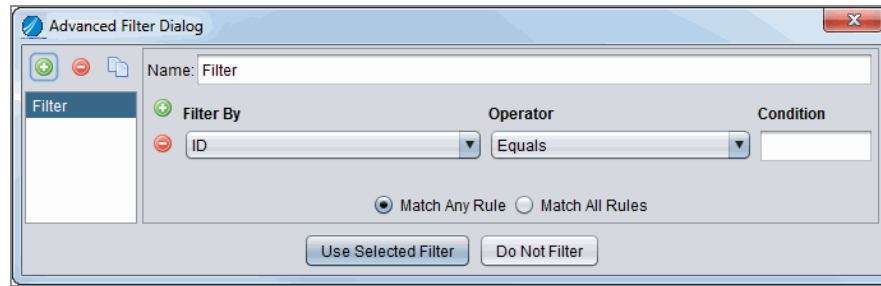 Advanced Filter Dialog
Name: Filter
Filter
Filter By Operator Condition
ID Equals
Match Any Rule Match All Rules
Use Selected Filter Do Not Filter